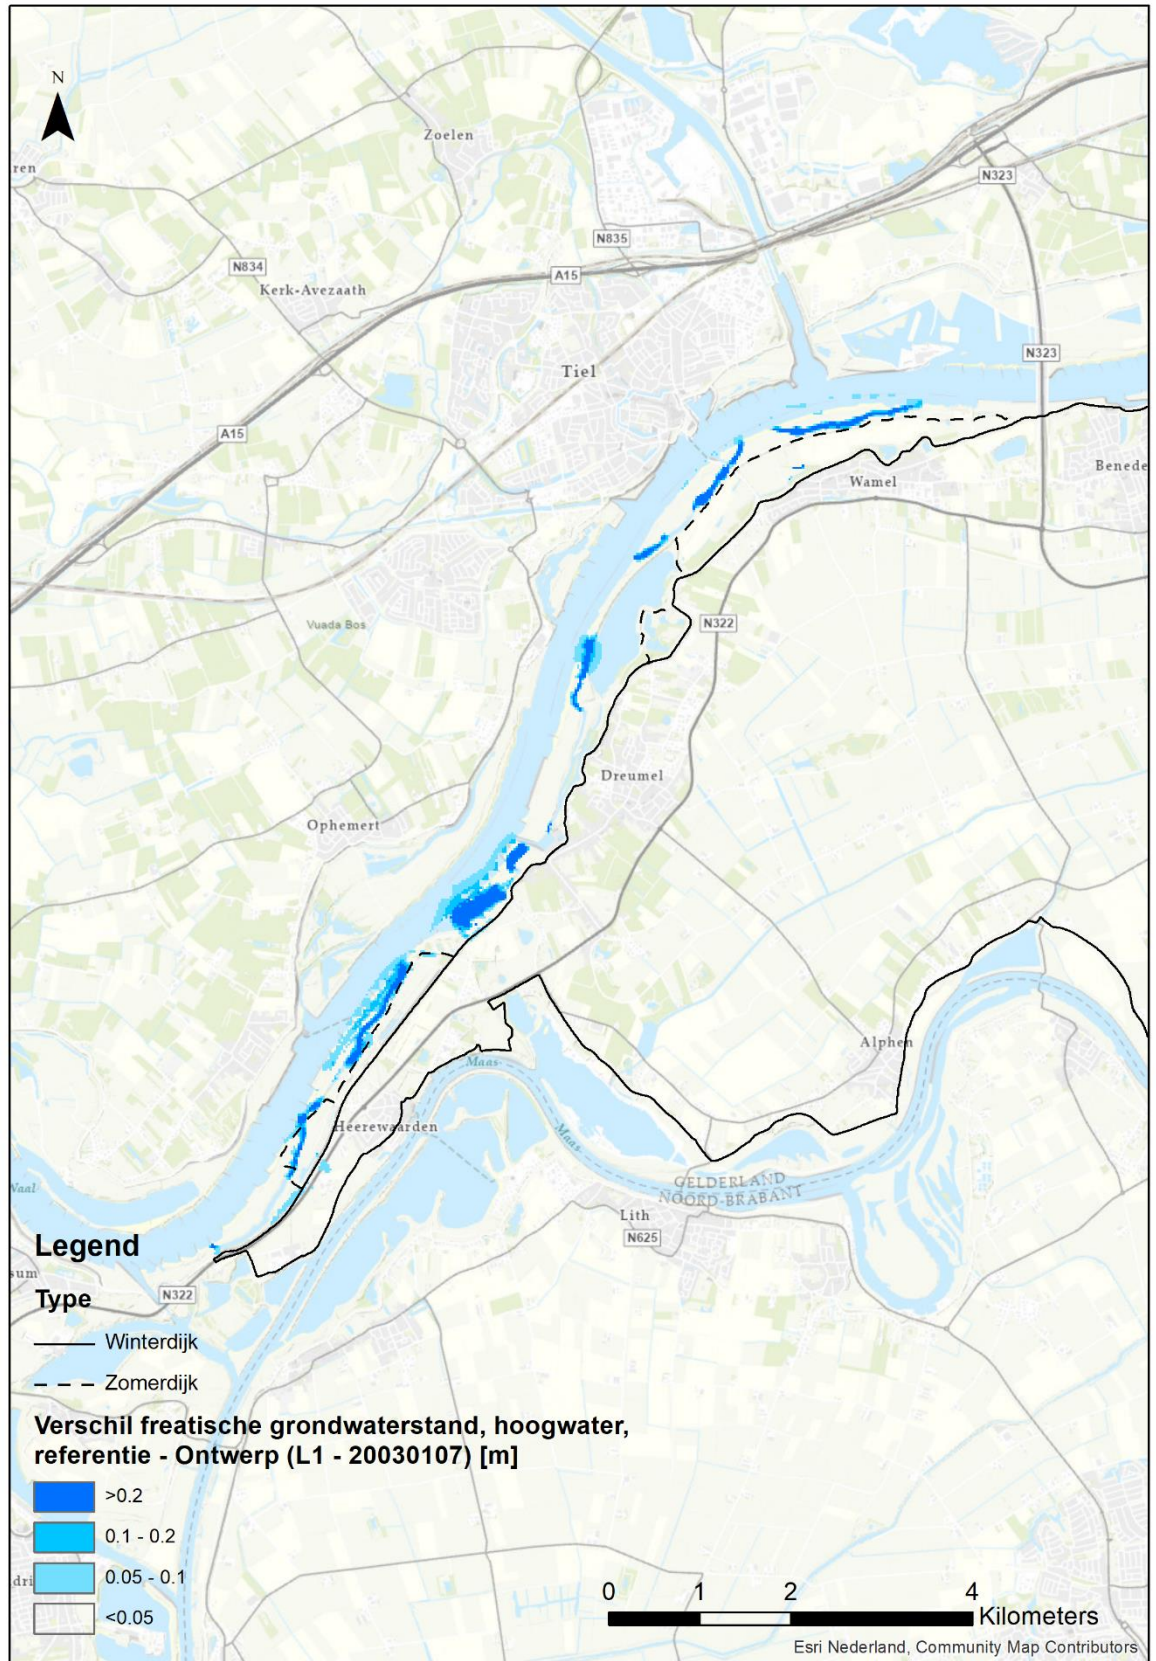 N
Zoelen
ren
N323
N835
N834
A15
Kerk-Avezaath
Tiel
N323
A15
Benede
Wamel
Vuada Bos
N322
Dreumel
Ophemert
Alphen
Maas
Heerewaarden
Maas
GELDERLAND
NOORD-BRABANT
Waal
Lith
N625
sum
N322
Legend
Type
Winterdijk
Zomerdijk
Verschil freatische grondwaterstand, hoogwater,
referentie - Ontwerp (L1 - 20030107) [m]
>0.2
0.1 - 0.2
0.05 - 0.1
<0.05
dri
0 1 2 4
Kilometers
Esri Nederland, Community Map Contributors